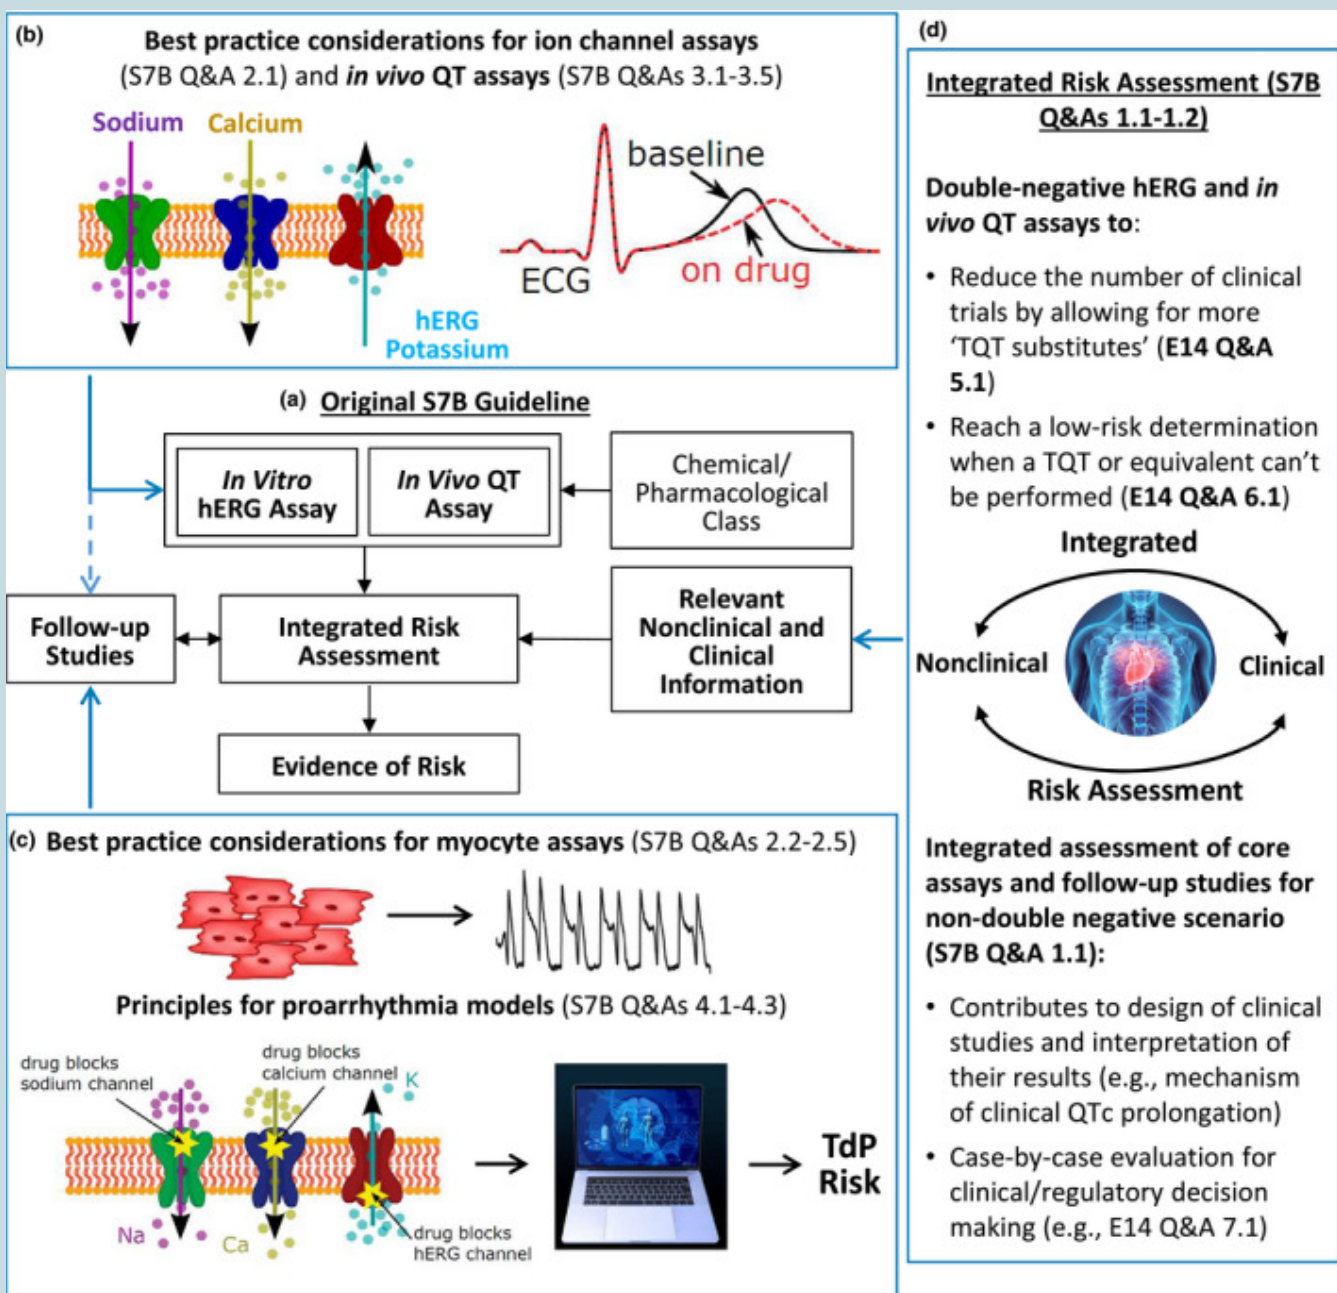 (b)
Best practice considerations for ion channel assays
(S7B Q&A 2.1) and in vivo QT assays (S7B Q&As 3.1-3.5)
Sodium
Calcium
hERG
Potassium
baseline
on drug
ECG
(a) Original S7B Guideline
In Vitro
hERG Assay
In Vivo QT
Assay
Chemical/
Pharmacological
Class
Follow-up
Studies
Integrated Risk
Assessment
Relevant
Nonclinical and
Clinical
Information
Evidence of Risk
(c) Best practice considerations for myocyte assays (S7B Q&As 2.2-2.5)
Principles for proarrhythmia models (S7B Q&As 4.1-4.3)
drug blocks
sodium channel
drug blocks
calcium channel
K
Na
Ca
drug blocks
hERG channel
TdP
Risk
(d)
Integrated Risk Assessment (S7B
Q&As 1.1-1.2)
Double-negative hERG and in
vivo QT assays to:
• Reduce the number of clinical
trials by allowing for more
‘TQT substitutes’ (E14 Q&A
5.1)
• Reach a low-risk determination
when a TQT or equivalent can’t
be performed (E14 Q&A 6.1)
Integrated
Nonclinical
Clinical
Risk Assessment
Integrated assessment of core
assays and follow-up studies for
non-double negative scenario
(S7B Q&A 1.1):
• Contributes to design of clinical
studies and interpretation of
their results (e.g., mechanism
of clinical QTc prolongation)
• Case-by-case evaluation for
clinical/regulatory decision
making (e.g., E14 Q&A 7.1)